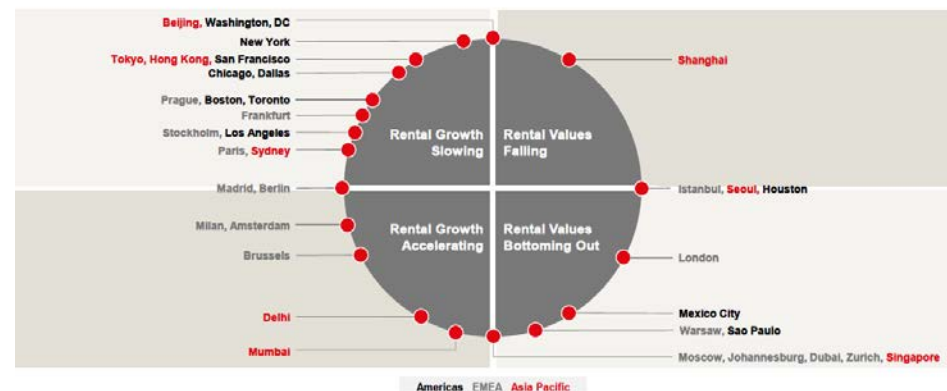 Beijing, Washington, DC
New York
Tokyo, Hong Kong, San Francisco
Chicago, Dallas
Prague, Boston, Toronto
Frankfurt
Stockholm, Los Angeles
Paris, Sydney
Madrid, Berlin
Milan, Amsterdam
Brussels
Delhi
Mumbai
Rental Growth
Slowing
Rental Values
Falling
Rental Growth
Accelerating
Rental Values
Bottoming Out
Shanghai
Istanbul, Seoul, Houston
London
Mexico City
Warsaw, Sao Paulo
Moscow, Johannesburg, Dubai, Zurich, Singapore
Americas EMEA Asia Pacific